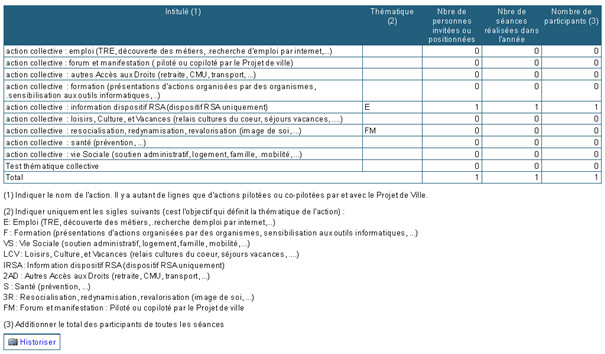 Intitulé (1) Thématique (2) Nbre de personnes invitées ou positionnées Nbre de séances réalisées dans l'année Nombre de participants (3)
action collective : emploi (TRE, découverte des métiers, .recherche d'emploi par internet,...) 0 0 0
action collective : forum et manifestation ( piloté ou copiloté par le Projet de ville) 0 0 0
action collective : autres Accès aux Droits (retraite, CMU, transport,...) 0 0 0
action collective : formation (présentations d'actions organisées par des organismes, .sensibilisation aux outils informatiques, ..) 0 0 0
action collective : information dispositif RSA (dispositif RSA uniquement) E 1 1 1
action collective : loisirs, Culture, et Vacances (relais cultures du coeur, séjours vacances, ....) 0 0 0
action collective : resocialisation, redynamisation, revalorisation (image de soi,...) FM 0 0 0
action collective : santé (prévention, ...) 0 0 0
action collective : vie Sociale (soutien administratif, logement, famille, .mobilité,...) 0 0 0
Test thématique collective 0 0 0
Total 1 1 1
(1) Indiquer le nom de l'action. Il y a autant de lignes que d'actions pilotées ou co-pilotées par et avec le Projet de Ville.
(2) Indiquer uniquement les sigles suivants (cest l'objectif qui définit la thématique de l'action) :
E: Emploi (TRE, découverte des métiers, .recherche demploi par internet,...)
F : Formation (présentations d'actions organisées par des organismes, sensibilisation aux outils informatiques, ...)
VS : Vie Sociale (soutien administratif, logement, famille, mobilité,...)
LCV : Loisirs, Culture, et Vacances (relais cultures du coeur, séjours vacances, ....)
IRSA: Information dispositif RSA (dispositif RSA uniquement)
2AD : Autres Accès aux Droits (retraite, CMU, transport,...)
S : Santé (prévention, ...)
3R : Resocialisation, redynamisation, revalorisation (image de soi,...)
FM : Forum et manifestation : Piloté ou copiloté par le Projet de ville
(3) Additionner le total des participants de toutes les séances
Historiser